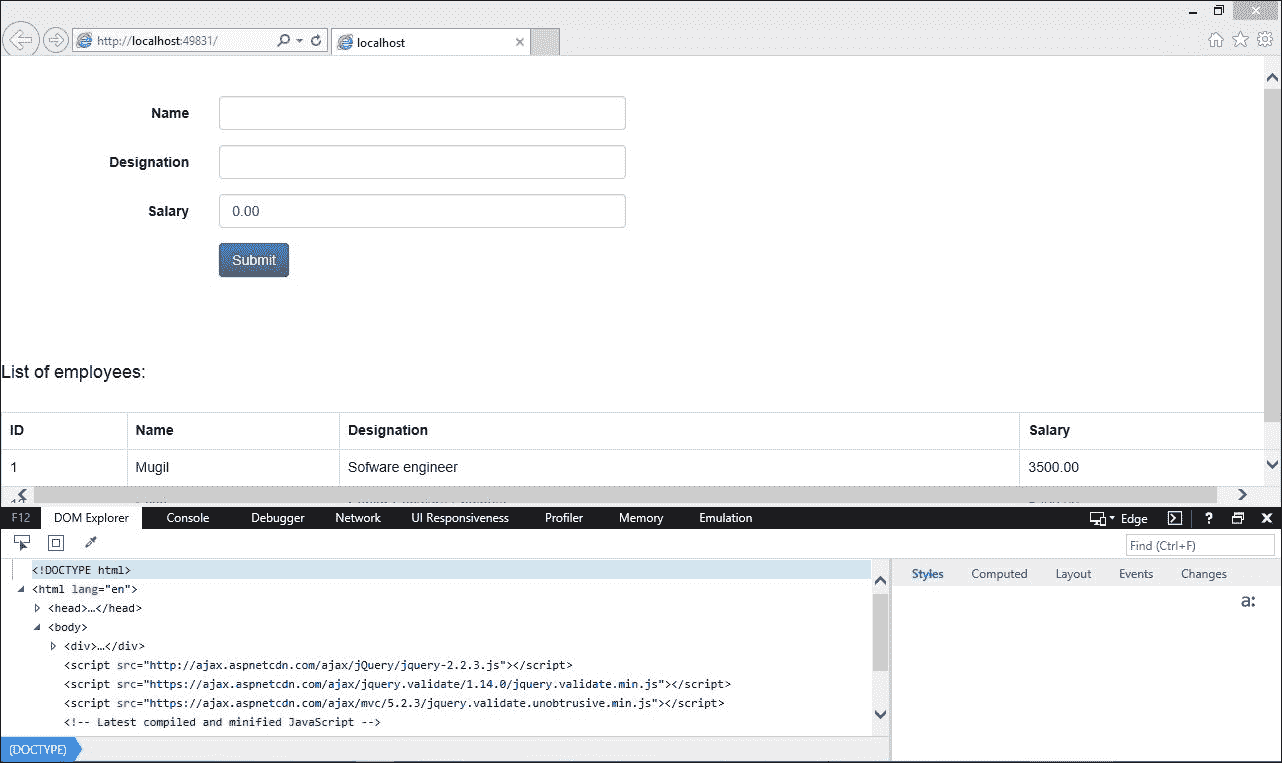 http://localhost:49831/
localhost
Name
Designation
Salary
0.00
Submit
List of employees:
ID Name Designation Salary
1 Mugil Sofware engineer 3500.00
F12 DOM Explorer Console Debugger Network UI Responsiveness Profiler Memory Emulation Edge ?
Find (Ctrl+F)
<!DOCTYPE html>
<html lang="en">
<head>…</head>
<body>
<div>…</div>
<script src="http://ajax.aspnetcdn.com/ajax/jQuery/jquery-2.2.3.js"></script>
<script src="https://ajax.aspnetcdn.com/ajax/jquery.validate/1.14.0/jquery.validate.min.js"></script>
<script src="https://ajax.aspnetcdn.com/ajax/mvc/5.2.3/jquery.validate.unobtrusive.min.js"></script>
<!-- Latest compiled and minified JavaScript -->
Styles Computed Layout Events Changes
a:
(DOCTYPE)